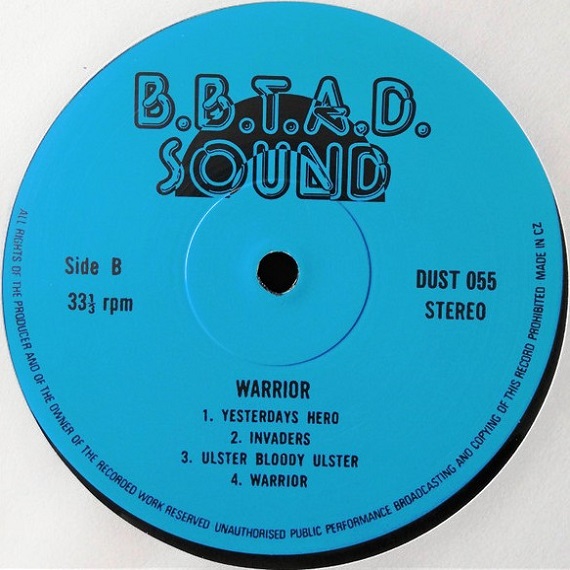 B.B.T.A.D.
SOUND
Side B
33⅓ rpm
DUST 055
STEREO
WARRIOR
1. YESTERDAYS HERO
2. INVADERS
3. ULSTER BLOODY ULSTER
4. WARRIOR
ALL RIGHTS OF THE PRODUCER AND OF THE OWNER OF THE RECORDED WORK RESERVED UNAUTHORISED PUBLIC PERFORMANCE BROADCASTING AND COPYING OF THIS RECORD PROHIBITED MADE IN CZ